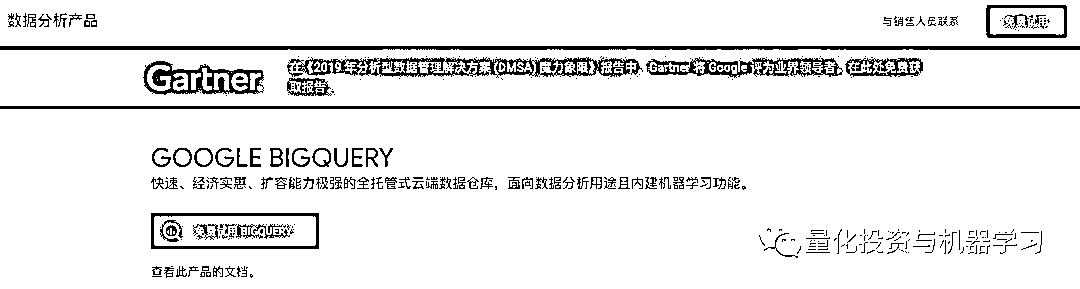 数据分析产品
与销售人员联系
免费试用
Gartner
在《2019 年分析型数据管理解决方案 (DMSA) 魔力象限》报告中，Gartner 将 Google 评为业界领导者。在此处免费获
取报告。
GOOGLE BIGQUERY
快速、经济实惠、扩容能力极强的全托管式云端数据仓库，面向数据分析用途且内建机器学习功能。
免费试用 BIGQUERY
查看此产品的文档。
量化投资与机器学习